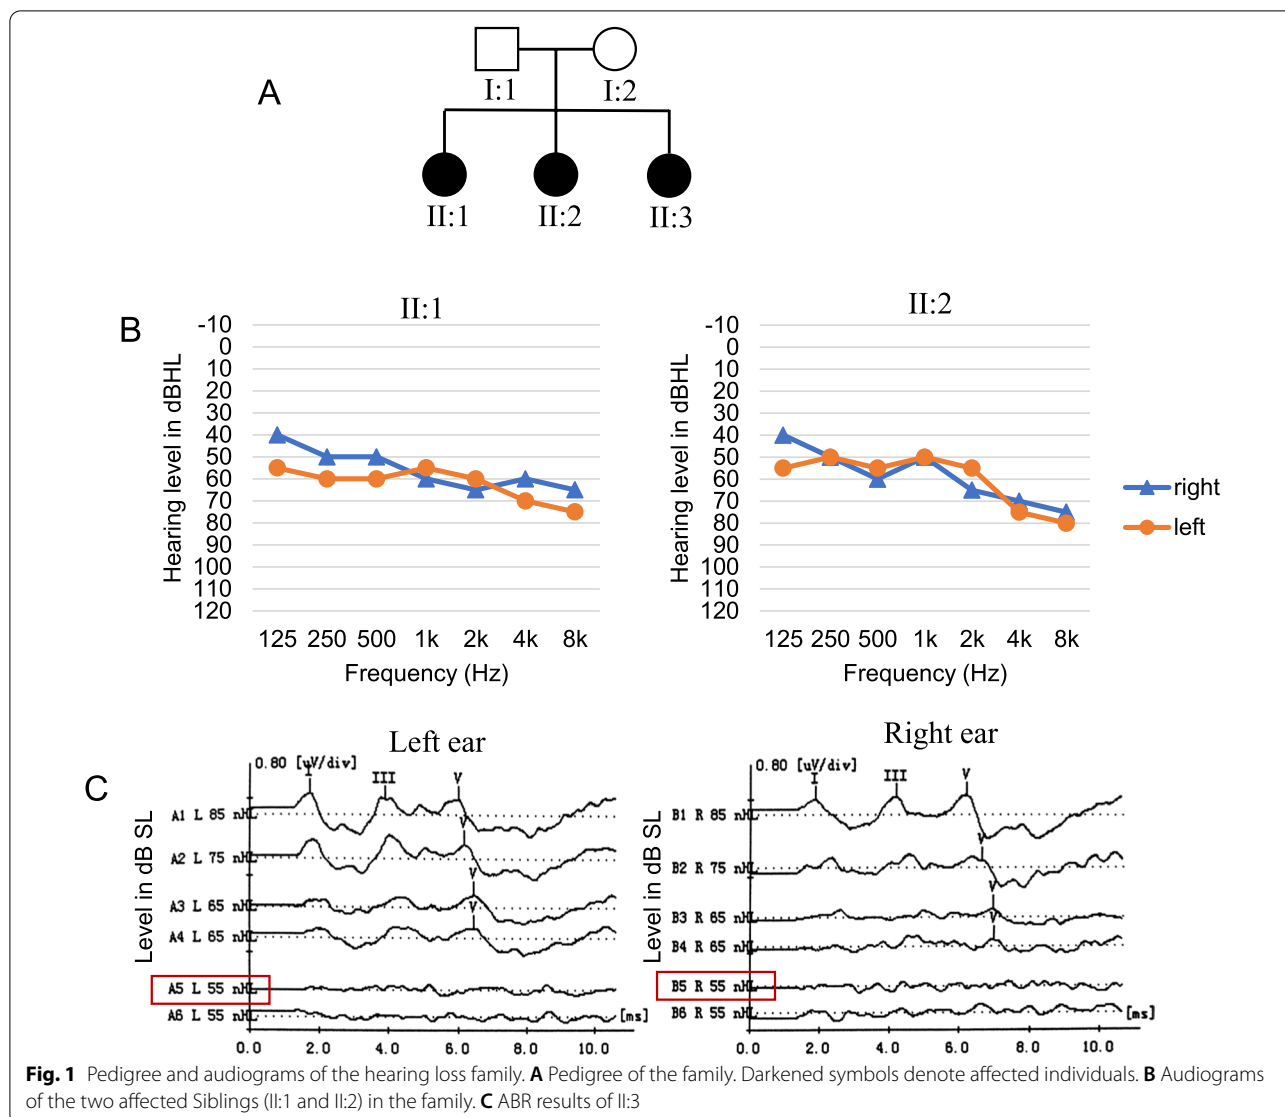 A
I:1
I:2
II:1
II:2
II:3
B
II:1
Hearing level in dBHL
-10
0
10
20
30
40
50
60
70
80
90
100
110
120
125 250 500 1k 2k 4k 8k
Frequency (Hz)
II:2
Hearing level in dBHL
-10
0
10
20
30
40
50
60
70
80
90
100
110
120
125 250 500 1k 2k 4k 8k
Frequency (Hz)
right
left
C
Left ear
Level in dB SL
0.80 [uV/div]
I III V
A1 L 85 nHL
V
A2 L 75 nHL
V
A3 L 65 nHL
V
A4 L 65 nHL
A5 L 55 nHL
A6 L 55 nHL
[ms]
0.0 2.0 4.0 6.0 8.0 10.0
Right ear
Level in dB SL
0.80 [uV/div]
I III V
B1 R 85 nHL
V
B2 R 75 nHL
V
B3 R 65 nHL
V
B4 R 65 nHL
B5 R 55 nHL
B6 R 55 nHL
[ms]
0.0 2.0 4.0 6.0 8.0 10.0
Fig. 1 Pedigree and audiograms of the hearing loss family. A Pedigree of the family. Darkened symbols denote affected individuals. B Audiograms
of the two affected Siblings (II:1 and II:2) in the family. C ABR results of II:3